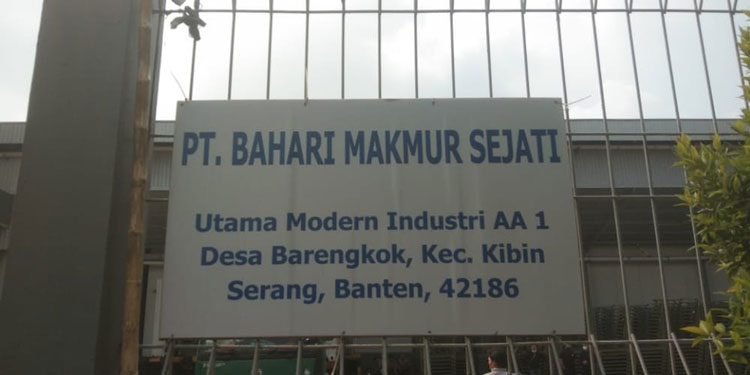 PT. BAHARI MAKMUR SEJATI
Utama Modern Industri AA 1
Desa Barengkok, Kec. Kibin
Serang, Banten, 42186